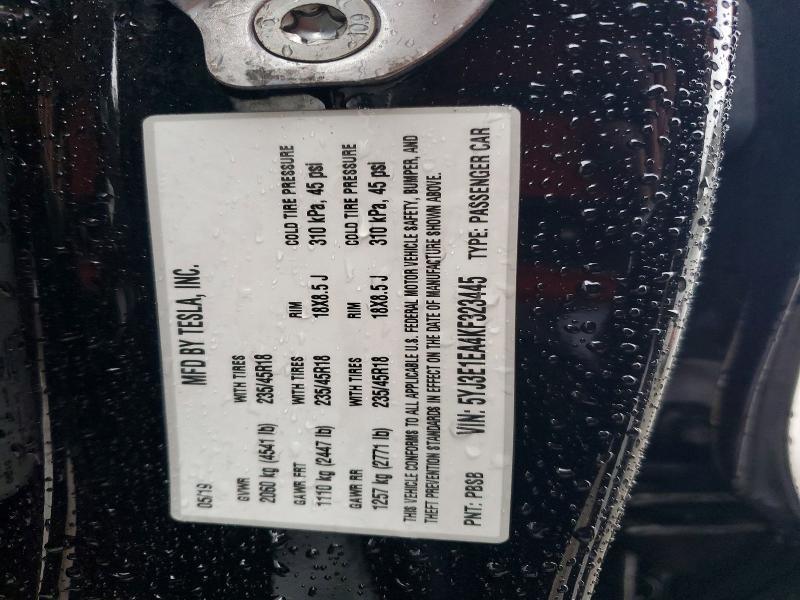 05/19 MFD BY TESLA, INC.
GVWR WITH TIRES
2060 kg (4541 lb) 235/45R18
GAWR FRT WITH TIRES RIM COLD TIRE PRESSURE
1110 kg (2447 lb) 235/45R18 18X8.5 J 310 kPa, 45 psi
GAWR RR WITH TIRES RIM COLD TIRE PRESSURE
1257 kg (2771 lb) 235/45R18 18X8.5 J 310 kPa, 45 psi
THIS VEHICLE CONFORMS TO ALL APPLICABLE U.S. FEDERAL MOTOR VEHICLE SAFETY, BUMPER, AND
THEFT PREVENTION STANDARDS IN EFFECT ON THE DATE OF MANUFACTURE SHOWN ABOVE.
PNT: PBSB VIN: 5YJ3E1EA4KF323445 TYPE: PASSENGER CAR
10.9